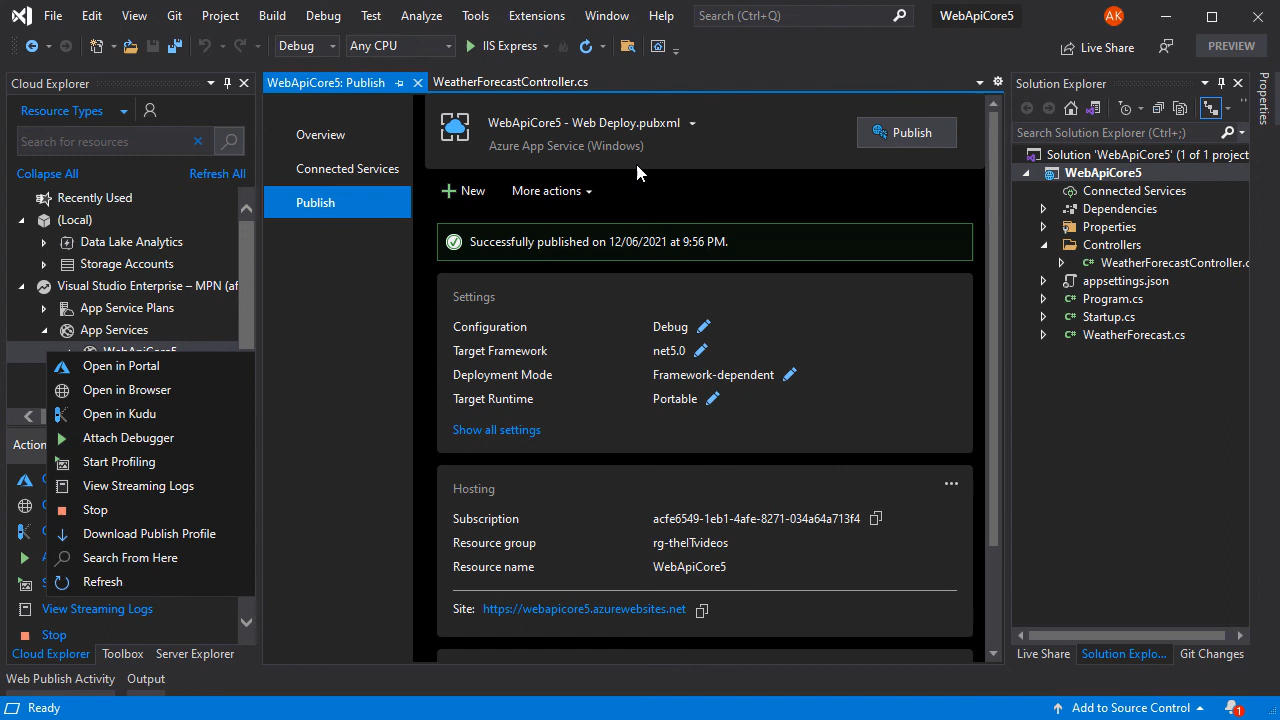 File Edit View Git Project Build Debug Test Analyze Tools Extensions Window Help Search (Ctrl+Q) WebApiCore5 AK
Debug Any CPU IIS Express Live Share PREVIEW
Cloud Explorer
Resource Types
Search for resources
Collapse All Refresh All
Recently Used
(Local)
Data Lake Analytics
Storage Accounts
Visual Studio Enterprise – MPN (af
App Service Plans
App Services
WebApiCore5
Open in Portal
Open in Browser
Open in Kudu
Attach Debugger
Start Profiling
View Streaming Logs
Stop
Download Publish Profile
Search From Here
Refresh
Action
View Streaming Logs
Stop
Cloud Explorer Toolbox Server Explorer
WebApiCore5: Publish WeatherForecastController.cs
Overview
Connected Services
Publish
WebApiCore5 - Web Deploy.pubxml
Azure App Service (Windows)
Publish
New More actions
Successfully published on 12/06/2021 at 9:56 PM.
Settings
Configuration Debug
Target Framework net5.0
Deployment Mode Framework-dependent
Target Runtime Portable
Show all settings
Hosting
Subscription acfe6549-1eb1-4afe-8271-034a64a713f4
Resource group rg-theITvideos
Resource name WebApiCore5
Site: https://webapicore5.azurewebsites.net
Solution Explorer
Search Solution Explorer (Ctrl+;)
Solution 'WebApiCore5' (1 of 1 project
WebApiCore5
Connected Services
Dependencies
Properties
Controllers
C# WeatherForecastController.c
appsettings.json
C# Program.cs
C# Startup.cs
C# WeatherForecast.cs
Live Share Solution Explo... Git Changes
Properties
Web Publish Activity Output
Ready Add to Source Control 1